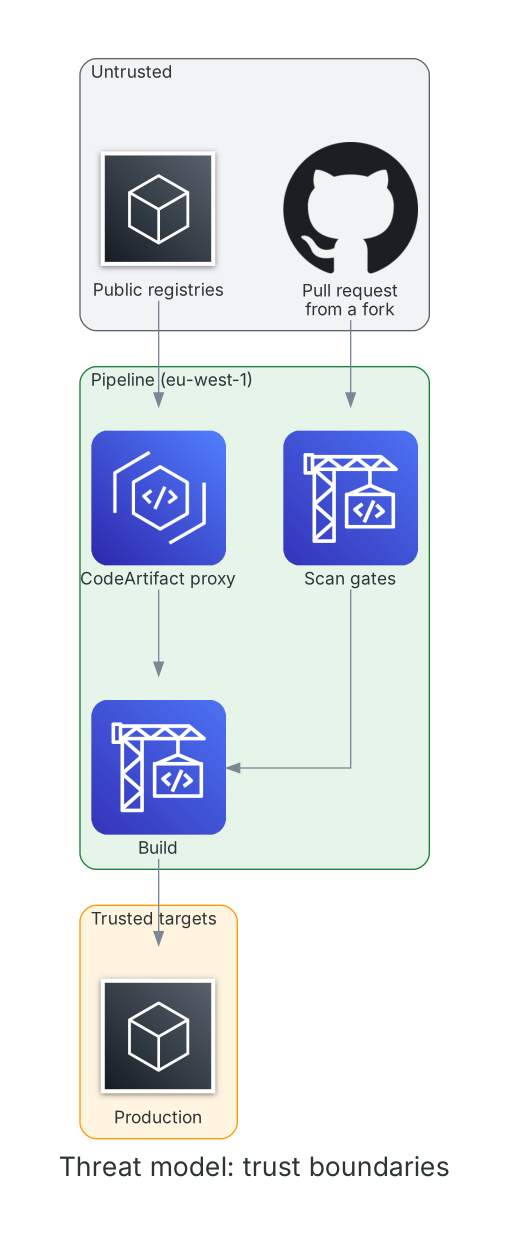 Untrusted
Public registries
Pull request
from a fork
Pipeline (eu-west-1)
CodeArtifact proxy
Scan gates
Build
Trusted targets
Production
Threat model: trust boundaries